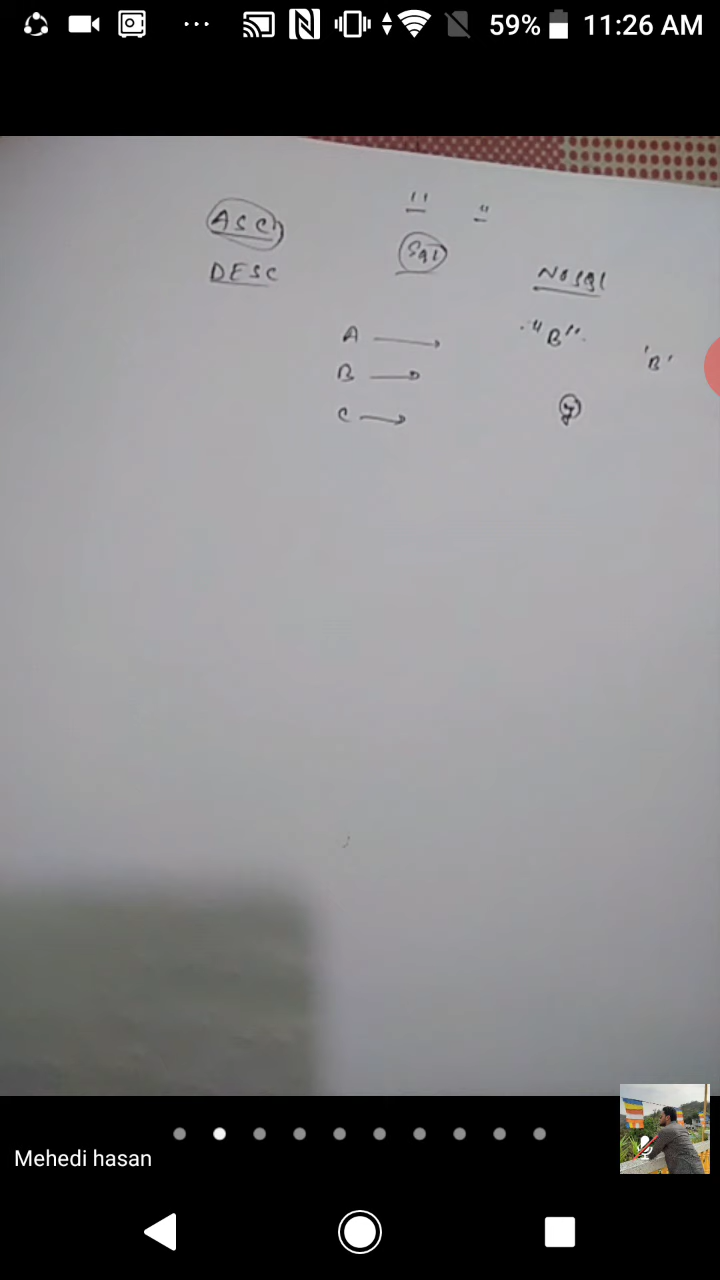 59% 11:26 AM
" "
ASC Sql
DESC NoSql
A → "B"
B → 'B'
C →
Mehedi hasan